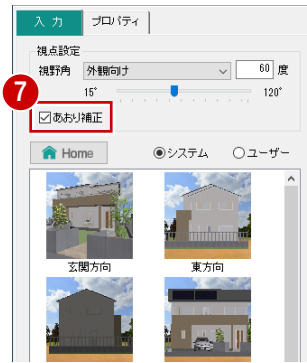 入 力 プロパティ
視点設定
視野角 外観向け 60 度
15° 120°
7
あおり補正
Home システム ユーザー
玄関方向 東方向